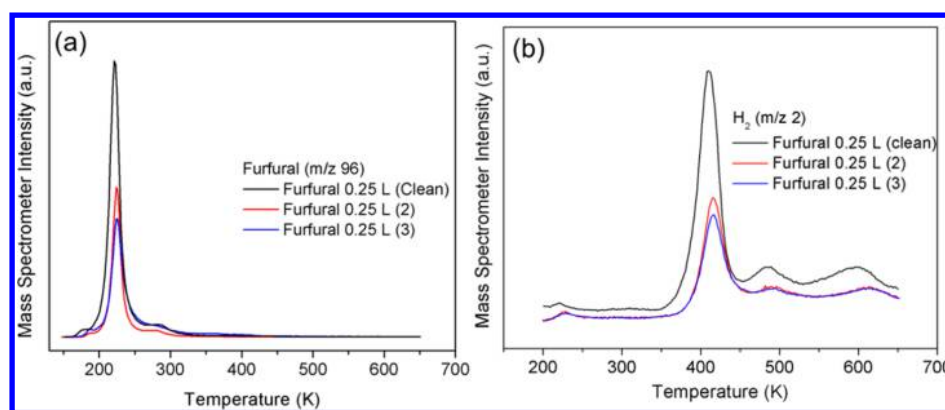 (a)
Mass Spectrometer Intensity (a.u.)
Furfural (m/z 96)
Furfural 0.25 L (Clean)
Furfural 0.25 L (2)
Furfural 0.25 L (3)
200 300 400 500 600 700
Temperature (K)
(b)
Mass Spectrometer Intensity (a.u.)
H₂ (m/z 2)
Furfural 0.25 L (clean)
Furfural 0.25 L (2)
Furfural 0.25 L (3)
200 300 400 500 600 700
Temperature (K)